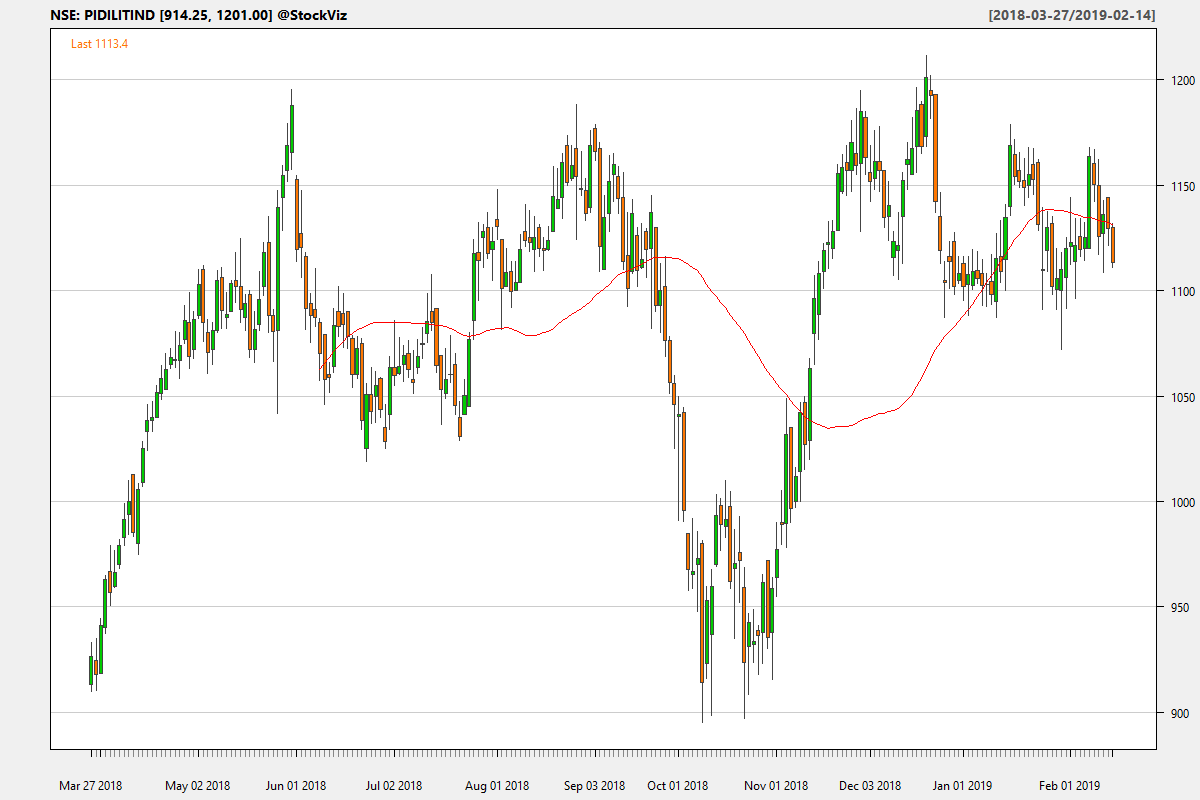 NSE: PIDILITIND [914.25, 1201.00] @StockViz [2018-03-27/2019-02-14]
Last 1113.4
1200
1150
1100
1050
1000
950
900
Mar 27 2018 May 02 2018 Jun 01 2018 Jul 02 2018 Aug 01 2018 Sep 03 2018 Oct 01 2018 Nov 01 2018 Dec 03 2018 Jan 01 2019 Feb 01 2019